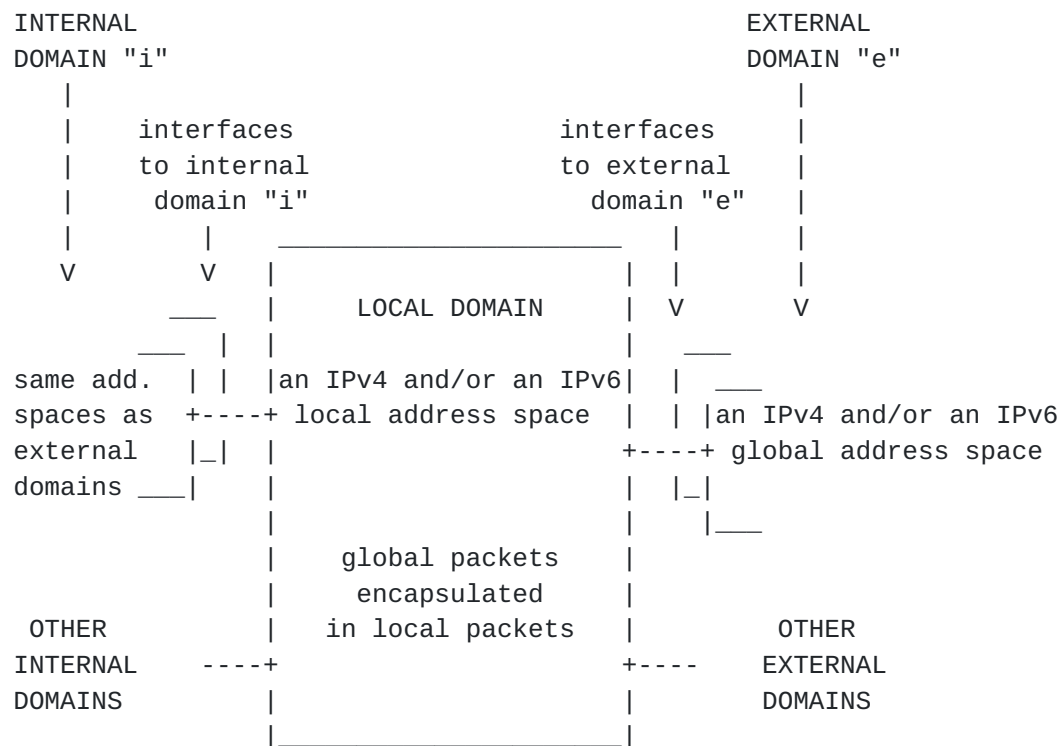 INTERNAL EXTERNAL
DOMAIN "i" DOMAIN "e"
interfaces interfaces
to internal to external
domain "i" domain "e"
V V
LOCAL DOMAIN V V
same add. an IPv4 and/or an IPv6
spaces as local address space an IPv4 and/or an IPv6
external global address space
domains
global packets
encapsulated
OTHER in local packets OTHER
INTERNAL EXTERNAL
DOMAINS DOMAINS